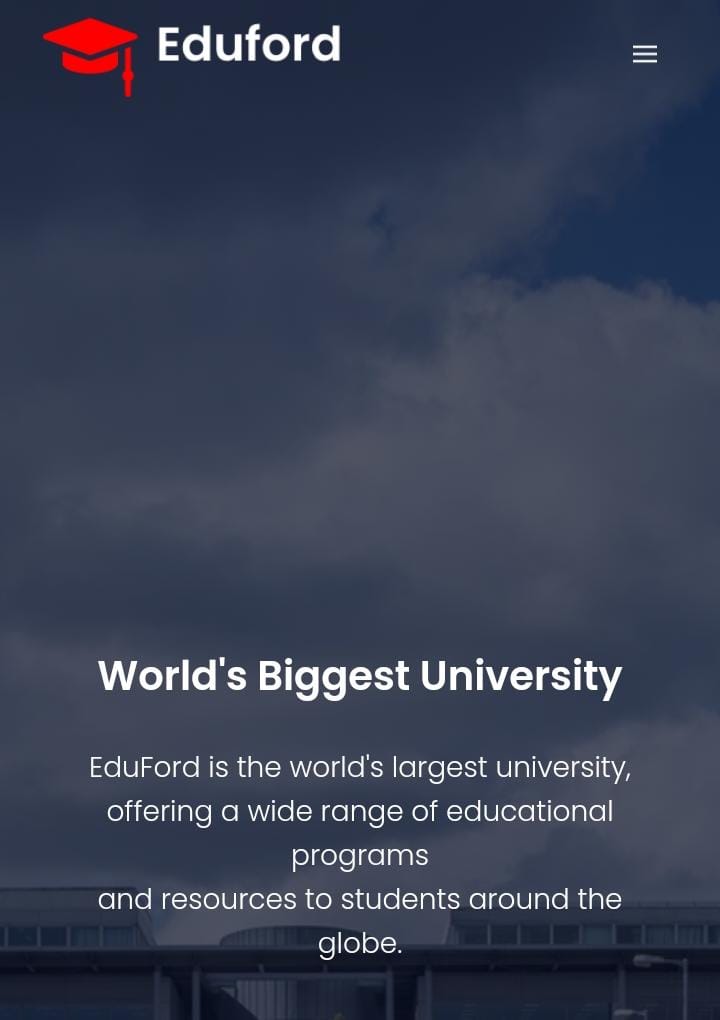 Eduford
World's Biggest University
EduFord is the world's largest university,
offering a wide range of educational
programs
and resources to students around the
globe.